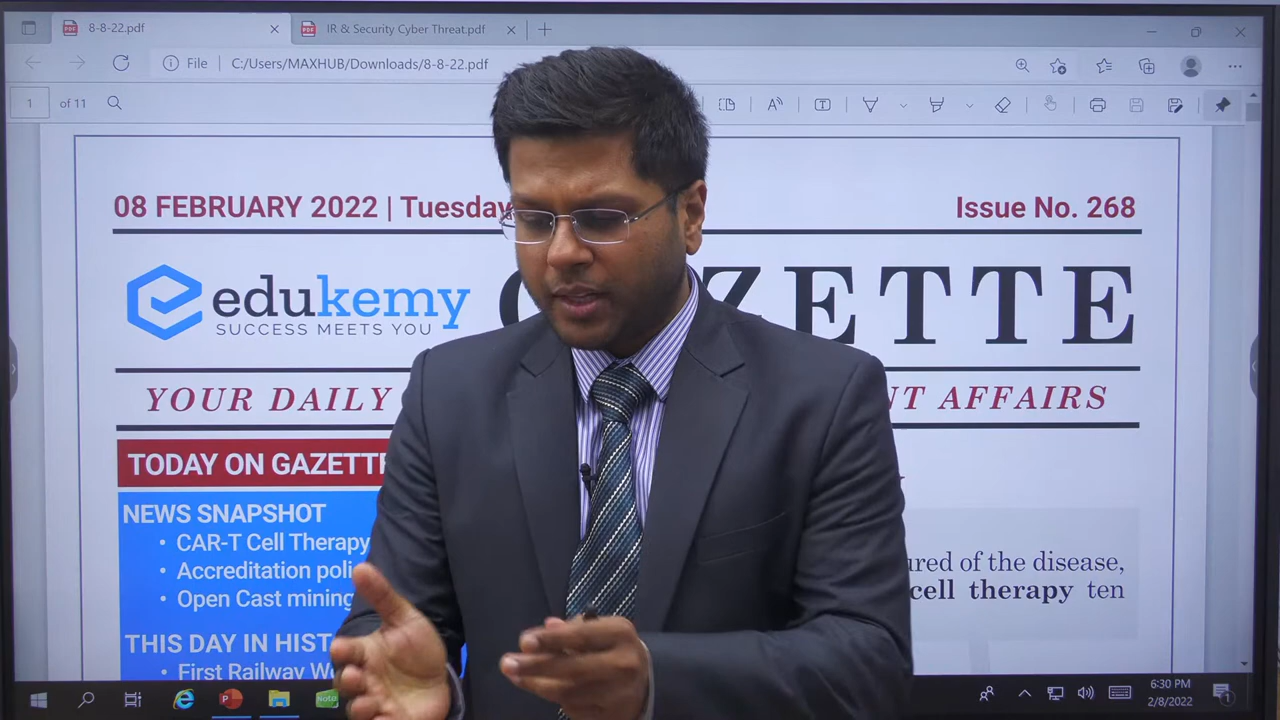 8-8-22.pdf
IR & Security Cyber Threat.pdf
File
C:/Users/MAXHUB/Downloads/8-8-22.pdf
1 of 11
08 FEBRUARY 2022 | Tuesday
Issue No. 268
edukemy
SUCCESS MEETS YOU
ZETTE
YOUR DAILY
NT AFFAIRS
TODAY ON GAZETTE
NEWS SNAPSHOT
• CAR-T Cell Therapy
• Accreditation poli
• Open Cast mining
ured of the disease,
cell therapy ten
THIS DAY IN HIST
• First Railway W
6:30 PM
2/8/2022